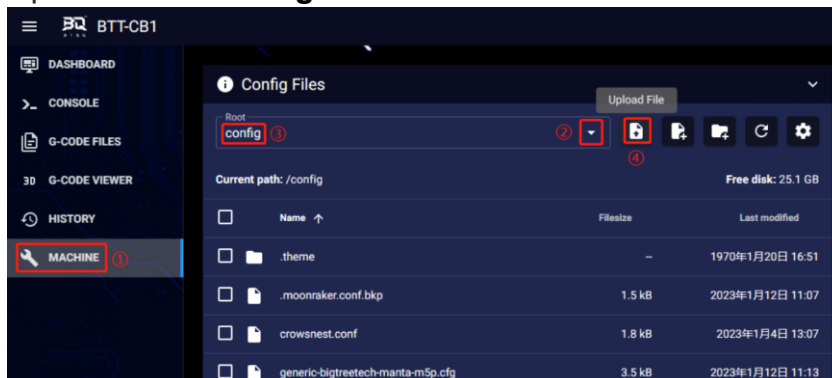 BTT-CB1
DASHBOARD
CONSOLE
G-CODE FILES
3D G-CODE VIEWER
HISTORY
MACHINE ①
Config Files
Upload File
Root
config ③
②
④
Current path: /config
Free disk: 25.1 GB
Name ↑ Filesize Last modified
.theme – 1970年1月20日 16:51
.moonraker.conf.bkp 1.5 kB 2023年1月12日 11:07
crowsnest.conf 1.8 kB 2023年1月4日 13:07
generic-bigtreetech-manta-m5p.cfg 3.5 kB 2023年1月12日 11:13